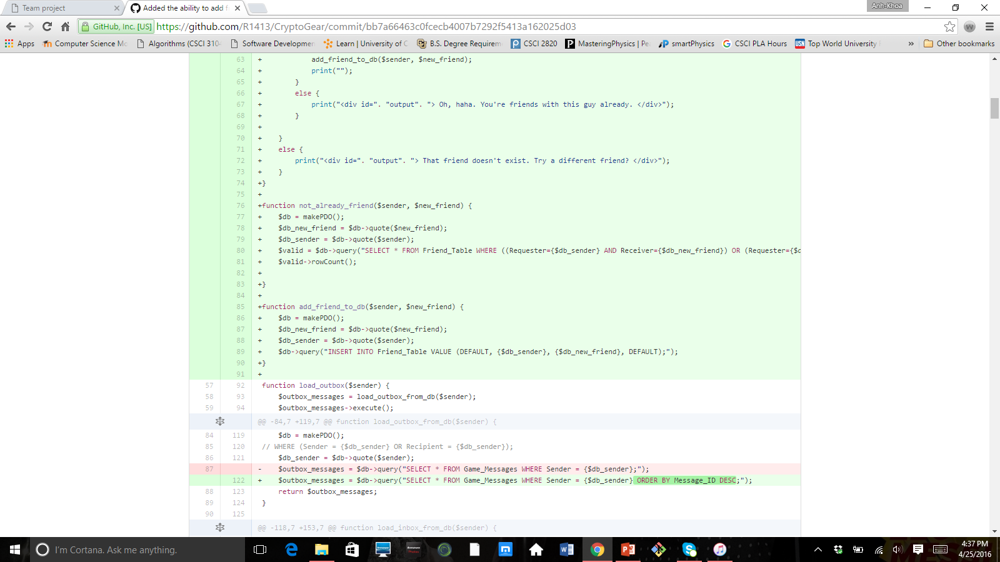 Team project
Added the ability to add f
Anh-Khoa
GitHub, Inc. [US] https://github.com/R1413/CryptoGear/commit/bb7a66463c0fcecb4007b7292f5413a162025d03
Apps Computer Science Mc Algorithms (CSCI 3104 Software Developmen Learn | University of C B.S. Degree Requirem CSCI 2820 MasteringPhysics | Pe smartPhysics CSCI PLA Hours Top World University » Other bookmarks
63 + add_friend_to_db($sender, $new_friend);
64 + print("");
65 + }
66 + else {
67 + print("<div id=". "output". "> Oh, haha. You're friends with this guy already. </div>");
68 + }
69 +
70 + }
71 + else {
72 + print("<div id=". "output". "> That friend doesn't exist. Try a different friend? </div>");
73 + }
74 +}
75 +
76 +function not_already_friend($sender, $new_friend) {
77 + $db = makePDO();
78 + $db_new_friend = $db->quote($new_friend);
79 + $db_sender = $db->quote($sender);
80 + $valid = $db->query("SELECT * FROM Friend_Table WHERE ((Requester={$db_sender} AND Receiver={$db_new_friend}) OR (Requester={$d
81 + $valid->rowCount();
82 +
83 +}
84 +
85 +function add_friend_to_db($sender, $new_friend) {
86 + $db = makePDO();
87 + $db_new_friend = $db->quote($new_friend);
88 + $db_sender = $db->quote($sender);
89 + $db->query("INSERT INTO Friend_Table VALUE (DEFAULT, {$db_sender}, {$db_new_friend}, DEFAULT);");
90 +}
91 +
57 92 function load_outbox($sender) {
58 93 $outbox_messages = load_outbox_from_db($sender);
59 94 $outbox_messages->execute();
@@ -84,7 +119,7 @@ function load_outbox_from_db($sender) {
84 119 $db = makePDO();
85 120 // WHERE (Sender = {$db_sender} OR Recipient = {$db_sender});
86 121 $db_sender = $db->quote($sender);
87 - $outbox_messages = $db->query("SELECT * FROM Game_Messages WHERE Sender = {$db_sender};");
122 + $outbox_messages = $db->query("SELECT * FROM Game_Messages WHERE Sender = {$db_sender} ORDER BY Message_ID DESC;");
88 123 return $outbox_messages;
89 124 }
90 125
@@ -118,7 +153,7 @@ function load_inbox_from_db($sender) {
I'm Cortana. Ask me anything.
4:37 PM
4/25/2016